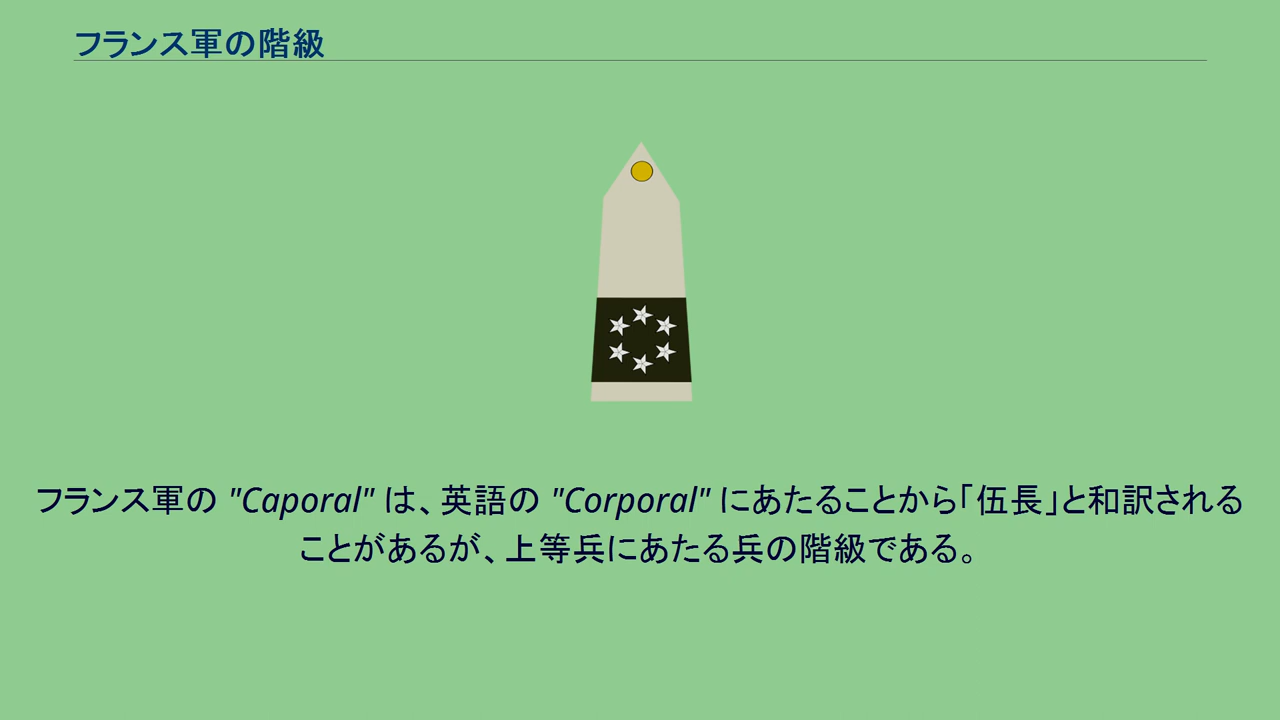 フランス軍の階級
フランス軍の "Caporal" は、英語の "Corporal" にあたることから「伍長」と和訳される
ことがあるが、上等兵にあたる兵の階級である。